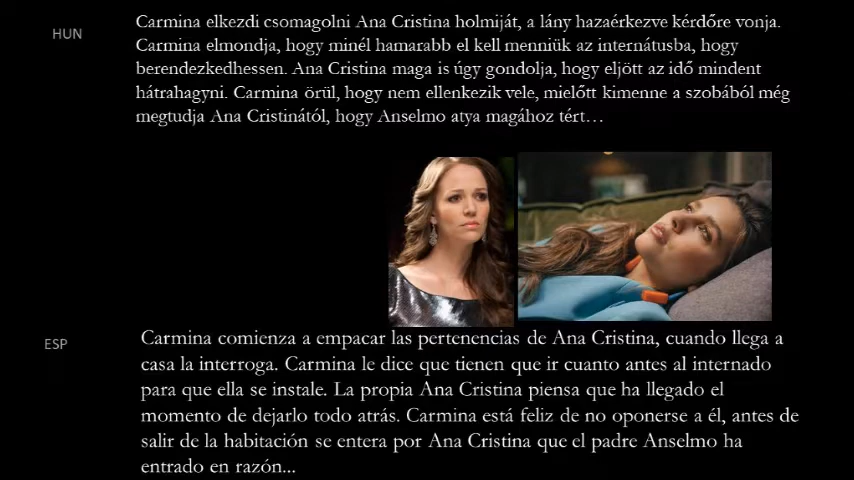 HUN
Carmina elkezdi csomagolni Ana Cristina holmiját, a lány hazaérkezve kérdőre vonja.
Carmina elmondja, hogy minél hamarabb el kell menniük az internátusba, hogy
berendezkedhessen. Ana Cristina maga is úgy gondolja, hogy eljött az idő mindent
hátrahagyni. Carmina örül, hogy nem ellenkezik vele, mielőtt kimenne a szobából még
megtudja Ana Cristinától, hogy Anselmo atya magához tért…
ESP
Carmina comienza a empacar las pertenencias de Ana Cristina, cuando llega a
casa la interroga. Carmina le dice que tienen que ir cuanto antes al internado
para que ella se instale. La propia Ana Cristina piensa que ha llegado el
momento de dejarlo todo atrás. Carmina está feliz de no oponerse a él, antes de
salir de la habitación se entera por Ana Cristina que el padre Anselmo ha
entrado en razón...